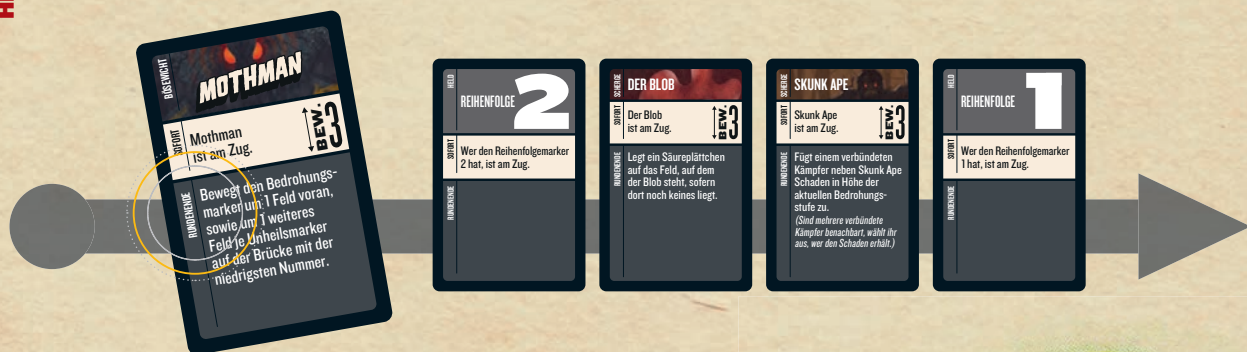 BÖSEWICHT
MOTHMAN
SOFORT
Mothman
ist am Zug.
BEW.
3
RUNDENENDE
Bewegt den Bedrohungs-
marker um 1 Feld voran,
sowie um 1 weiteres
Feld je Unheilsmarker
auf der Brücke mit der
niedrigsten Nummer.
HELD
REIHENFOLGE
2
SOFORT
Wer den Reihenfolgemarker
2 hat, ist am Zug.
RUNDENENDE
SCHERGE
DER BLOB
SOFORT
Der Blob
ist am Zug.
BEW.
3
RUNDENENDE
Legt ein Säureplättchen
auf das Feld, auf dem
der Blob steht, sofern
dort noch keines liegt.
SCHERGE
SKUNK APE
SOFORT
Skunk Ape
ist am Zug.
BEW.
3
RUNDENENDE
Fügt einem verbündeten
Kämpfer neben Skunk Ape
Schaden in Höhe der
aktuellen Bedrohungs-
stufe zu.
(Sind mehrere verbündete
Kämpfer benachbart, wählt ihr
aus, wer den Schaden erhält.)
HELD
REIHENFOLGE
1
SOFORT
Wer den Reihenfolgemarker
1 hat, ist am Zug.
RUNDENENDE